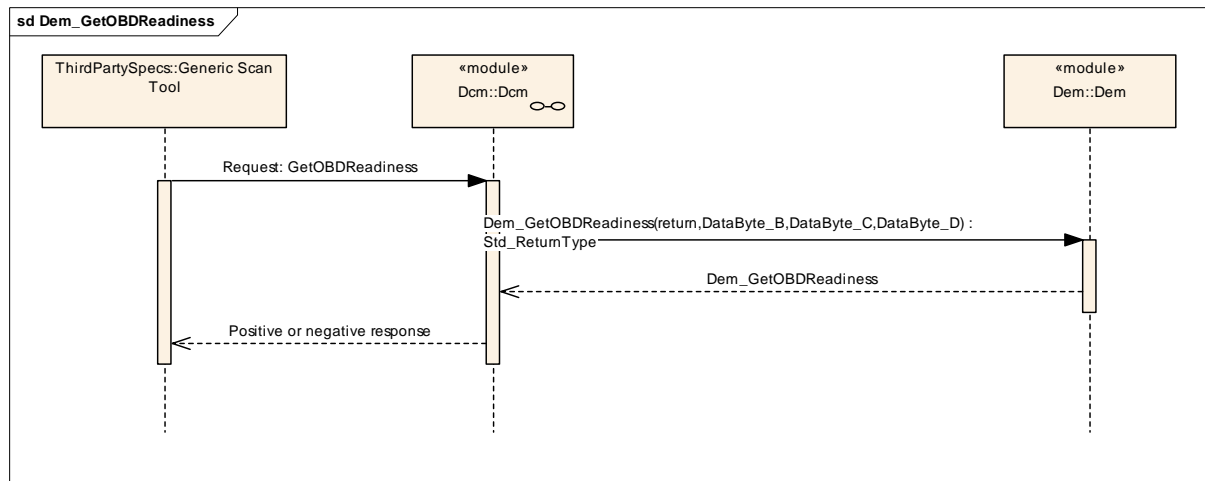 sd Dem_GetOBDReadiness
ThirdPartySpecs::Generic Scan
Tool
«module»
Dcm::Dcm
«module»
Dem::Dem
Request: GetOBDReadiness
Dem_GetOBDReadiness(return,DataByte_B,DataByte_C,DataByte_D) :
Std_ReturnType
Dem_GetOBDReadiness
Positive or negative response